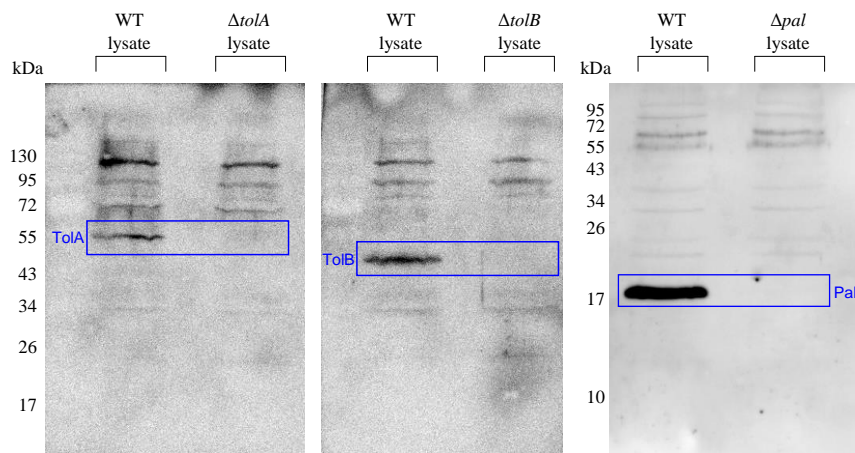 WT
lysate
ΔtolA
lysate
WT
lysate
ΔtolB
lysate
WT
lysate
Δpal
lysate
kDa
130
95
72
55
43
34
26
17
TolA
TolB
kDa
95
72
55
43
34
26
17
10
Pal